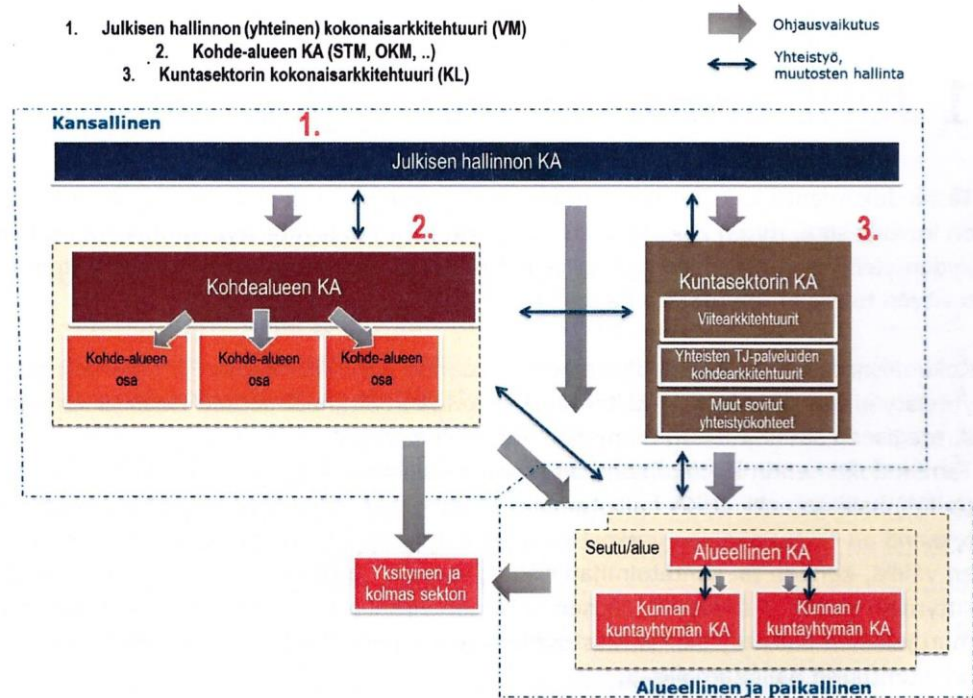 1. Julkisen hallinnon (yhteinen) kokonaisarkkitehtuuri (VM)
2. Kohde-alueen KA (STM, OKM, ..)
3. Kuntasektorin kokonaisarkkitehtuuri (KL)
Ohjausvaikutus
Yhteistyö,
muutosten hallinta
Kansallinen
1.
Julkisen hallinnon KA
2.
Kohdealueen KA
Kohde-alueen
osa
Kohde-alueen
osa
Kohde-alueen
osa
3.
Kuntasektorin KA
Viitearkkitehtuurit
Yhteisten TJ-palveluiden
kohdearkkitehtuurit
Muut sovitut
yhteistyökohteet
Yksityinen ja
kolmas sektori
Seutu/alue
Alueellinen KA
Kunnan /
kuntayhtymän KA
Kunnan /
kuntayhtymän KA
Alueellinen ja paikallinen